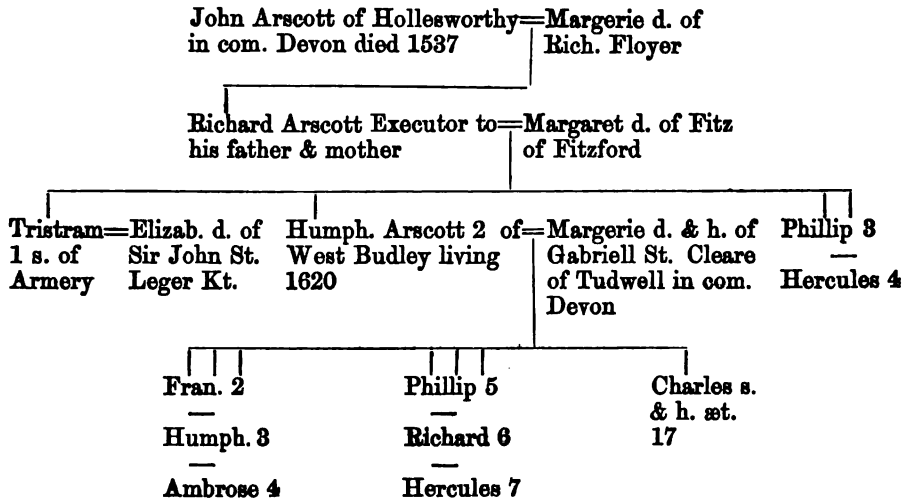 John Arscott of Hollesworthy=Margerie d. of
in com. Devon died 1537 Rich. Floyer
Richard Arscott Executor to=Margaret d. of Fitz
his father & mother of Fitzford
Tristram=Elizab. d. of
1 s. of Sir John St.
Armery Leger Kt.
Humph. Arscott 2 of=Margerie d. & h. of
West Budley living Gabriell St. Cleare
1620 of Tudwell in com.
Devon
Phillip 3
—
Hercules 4
Fran. 2
—
Humph. 3
—
Ambrose 4
Phillip 5
—
Richard 6
—
Hercules 7
Charles s.
& h. æt.
17